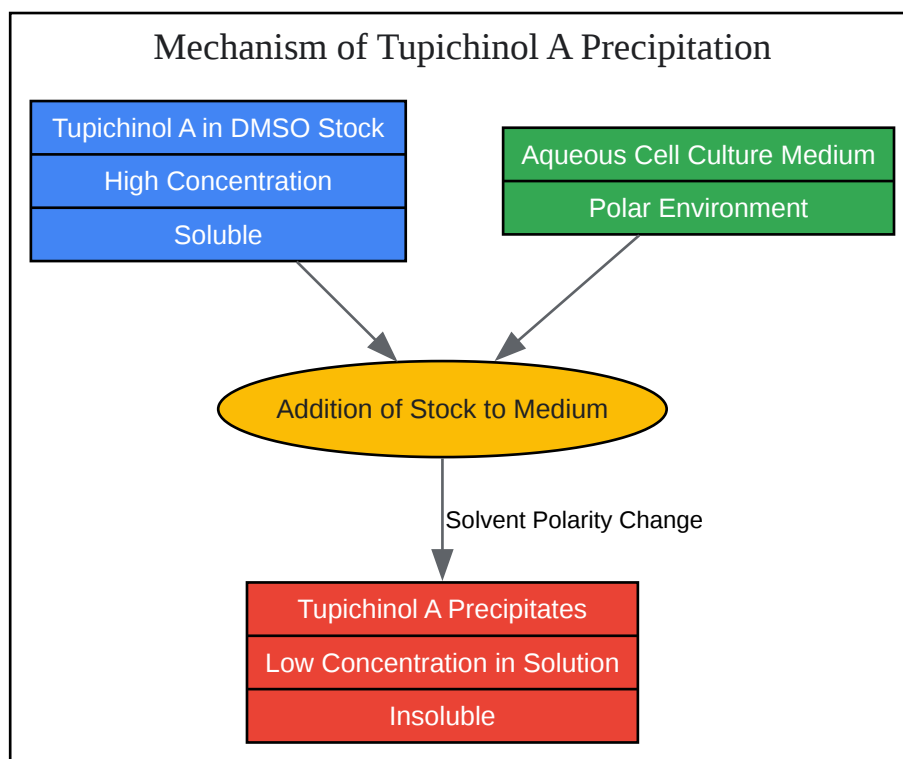 Mechanism of Tupichinol A Precipitation
Tupichinol A in DMSO Stock
High Concentration
Soluble
Aqueous Cell Culture Medium
Polar Environment
Addition of Stock to Medium
Solvent Polarity Change
Tupichinol A Precipitates
Low Concentration in Solution
Insoluble